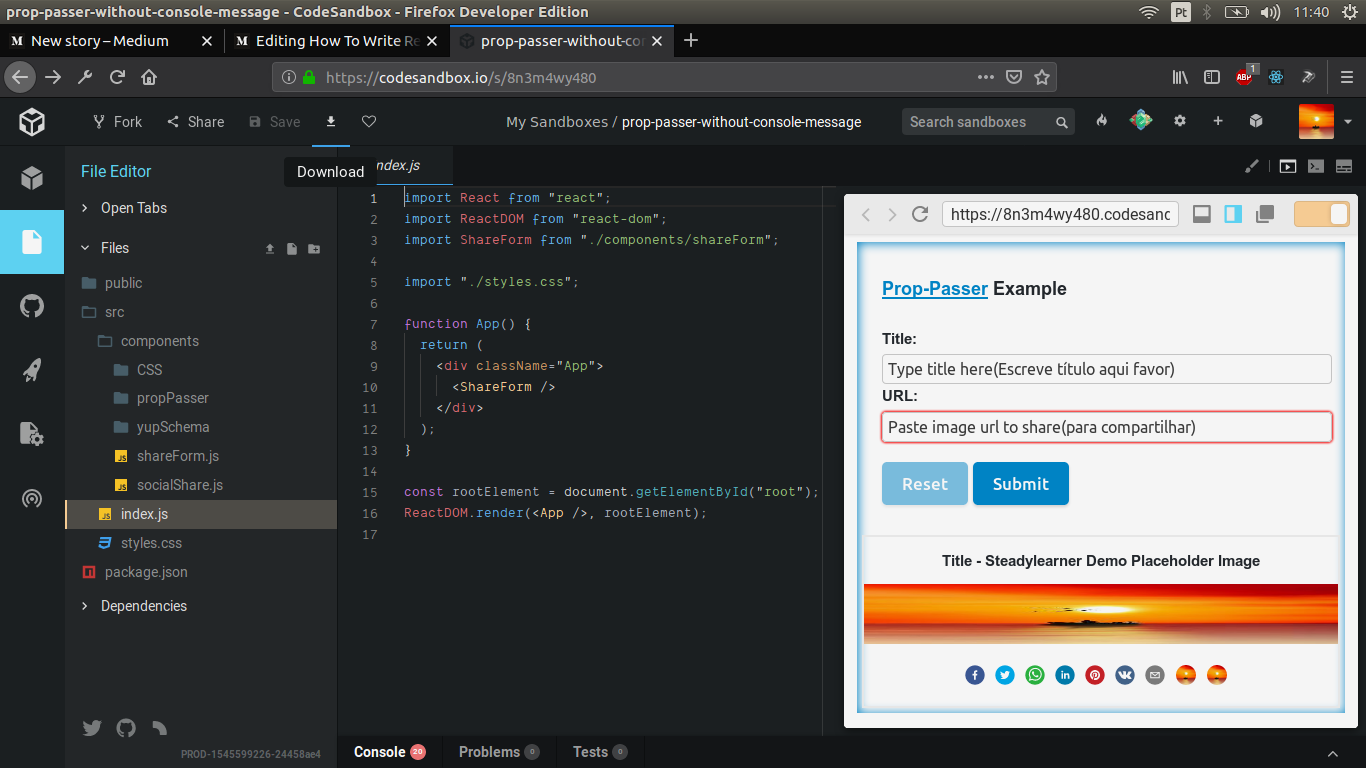 prop-passer-without-console-message - CodeSandbox - Firefox Developer Edition
Pt
11:40
New story – Medium
Editing How To Write Re
prop-passer-without-co
https://codesandbox.io/s/8n3m4wy480
ABP
1
Fork
Share
Save
My Sandboxes / prop-passer-without-console-message
Search sandboxes
File Editor
Download
index.js
Open Tabs
Files
public
src
components
CSS
propPasser
yupSchema
shareForm.js
socialShare.js
index.js
styles.css
package.json
Dependencies
PROD-1545599226-24458ae4
1 import React from "react";
2 import ReactDOM from "react-dom";
3 import ShareForm from "./components/shareForm";
4
5 import "./styles.css";
6
7 function App() {
8 return (
9 <div className="App">
10 <ShareForm />
11 </div>
12 );
13 }
14
15 const rootElement = document.getElementById("root");
16 ReactDOM.render(<App />, rootElement);
17
https://8n3m4wy480.codesanc
Prop-Passer Example
Title:
Type title here(Escreve título aqui favor)
URL:
Paste image url to share(para compartilhar)
Reset
Submit
Title - Steadylearner Demo Placeholder Image
Console 20
Problems 0
Tests 0